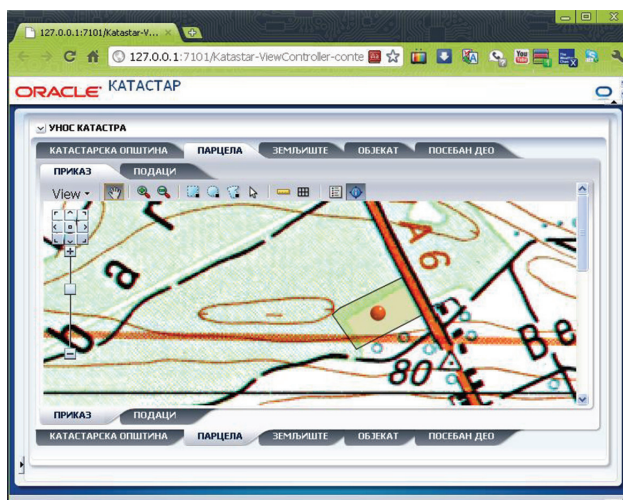 127.0.0.1:7101/Katastar-V...
127.0.0.1:7101/Katastar-ViewController-conte
ORACLE КАТАСТАР
УНОС КАТАСТРА
КАТАСТАРСКА ОПШТИНА ПАРЦЕЛА ЗЕМЉИШТЕ ОБЈЕКАТ ПОСЕБАН ДЕО
ПРИКАЗ ПОДАЦИ
View
b a r
A 6
Ве
80
ПРИКАЗ ПОДАЦИ
КАТАСТАРСКА ОПШТИНА ПАРЦЕЛА ЗЕМЉИШТЕ ОБЈЕКАТ ПОСЕБАН ДЕО